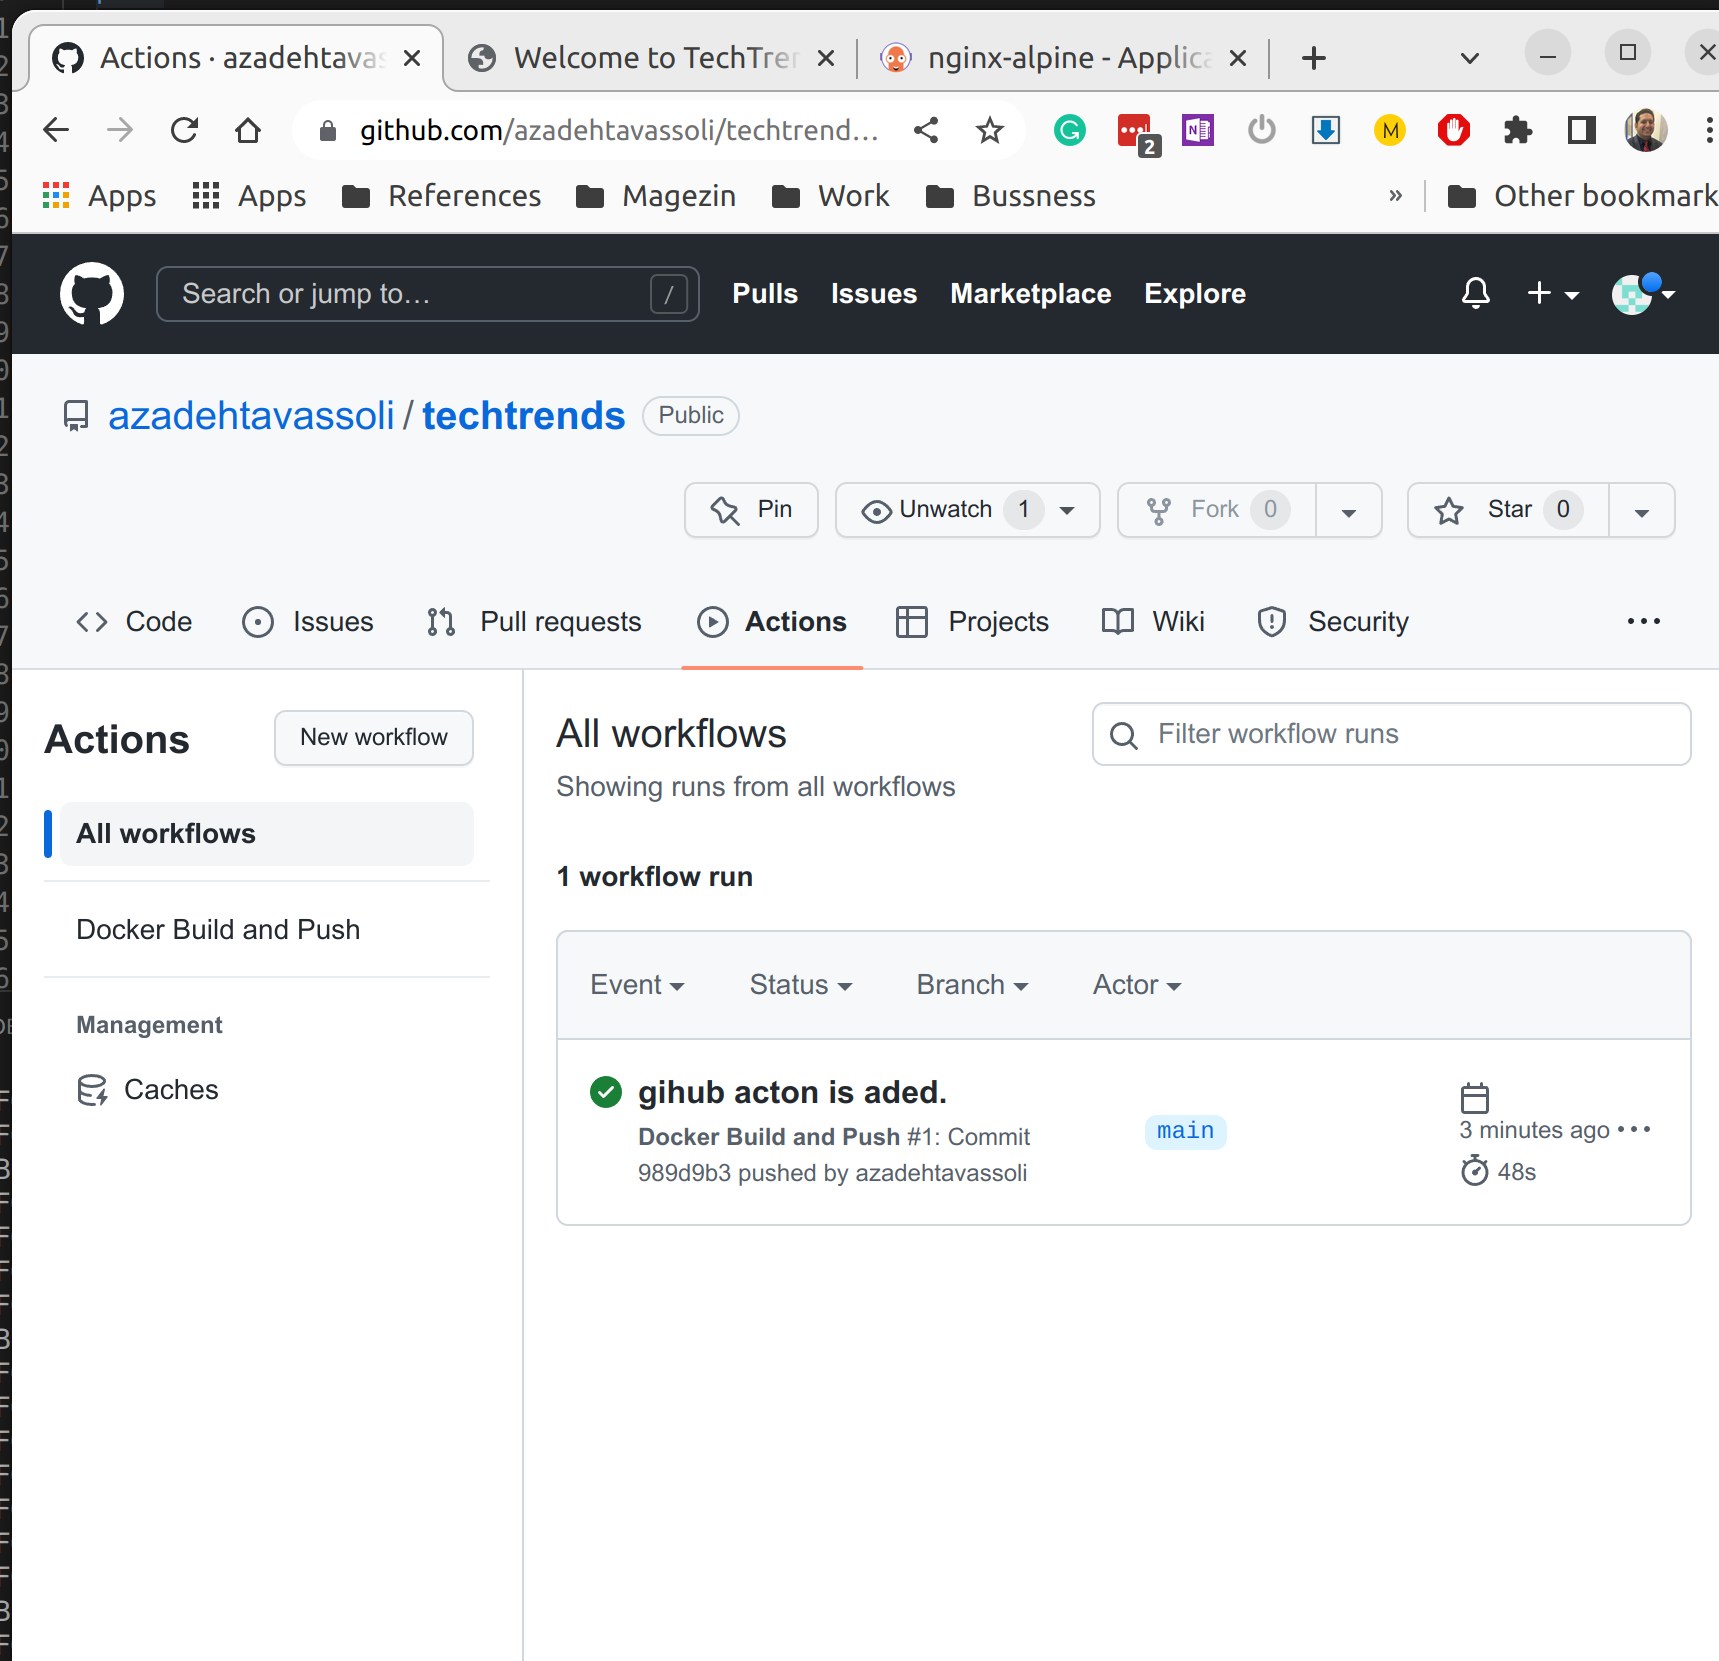 Actions · azadehtavas
Welcome to TechTrer
nginx-alpine - Applica
github.com/azadehtavassoli/techtrend…
2
Apps
Apps
References
Magezin
Work
Bussness
»
Other bookmark
Search or jump to…
/
Pulls
Issues
Marketplace
Explore
azadehtavassoli / techtrends
Public
Pin
Unwatch 1
Fork 0
Star 0
Code
Issues
Pull requests
Actions
Projects
Wiki
Security
Actions
New workflow
All workflows
Docker Build and Push
Management
Caches
All workflows
Filter workflow runs
Showing runs from all workflows
1 workflow run
Event
Status
Branch
Actor
gihub acton is aded.
Docker Build and Push #1: Commit
989d9b3 pushed by azadehtavassoli
main
3 minutes ago
48s